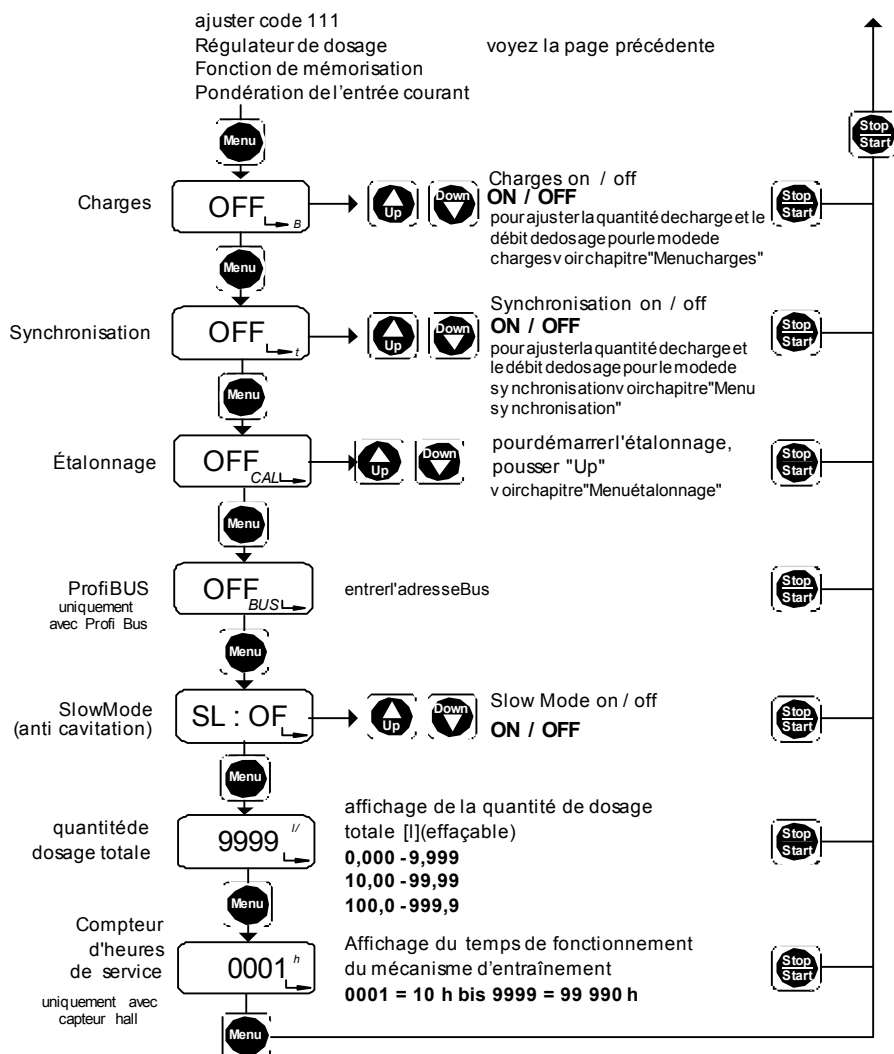 ajuster code 111
Régulateur de dosage voyez la page précédente
Fonction de mémorisation
Pondération de l'entrée courant
Menu
Stop
Start
Charges
OFF
B
Up
Down
Charges on / off
ON / OFF
pour ajuster la quantité de charge et le
débit de dosage pour le mode de
charges voir chapitre "Menu charges"
Stop
Start
Menu
Synchronisation
OFF
t
Up
Down
Synchronisation on / off
ON / OFF
pour ajuster la quantité de charge et
le débit de dosage pour le mode de
synchronisation voir chapitre "Menu
synchronisation"
Stop
Start
Menu
Étalonnage
OFF
CAL
Up
Down
pour démarrer l'étalonnage,
pousser "Up"
voir chapitre "Menu étalonnage"
Stop
Start
Menu
ProfiBUS
uniquement
avec Profi Bus
OFF
BUS
entrer l'adresse Bus
Stop
Start
Menu
SlowMode
(anti cavitation)
SL : OF
Up
Down
Slow Mode on / off
ON / OFF
Stop
Start
Menu
quantité de
dosage totale
9999
l/
affichage de la quantité de dosage
totale [l](effaçable)
0,000 - 9,999
10,00 - 99,99
100,0 - 999,9
Stop
Start
Menu
Compteur
d'heures
de service
uniquement avec
capteur hall
0001
h
Affichage du temps de fonctionnement
du mécanisme d'entraînement
0001 = 10 h bis 9999 = 99 990 h
Stop
Start
Menu